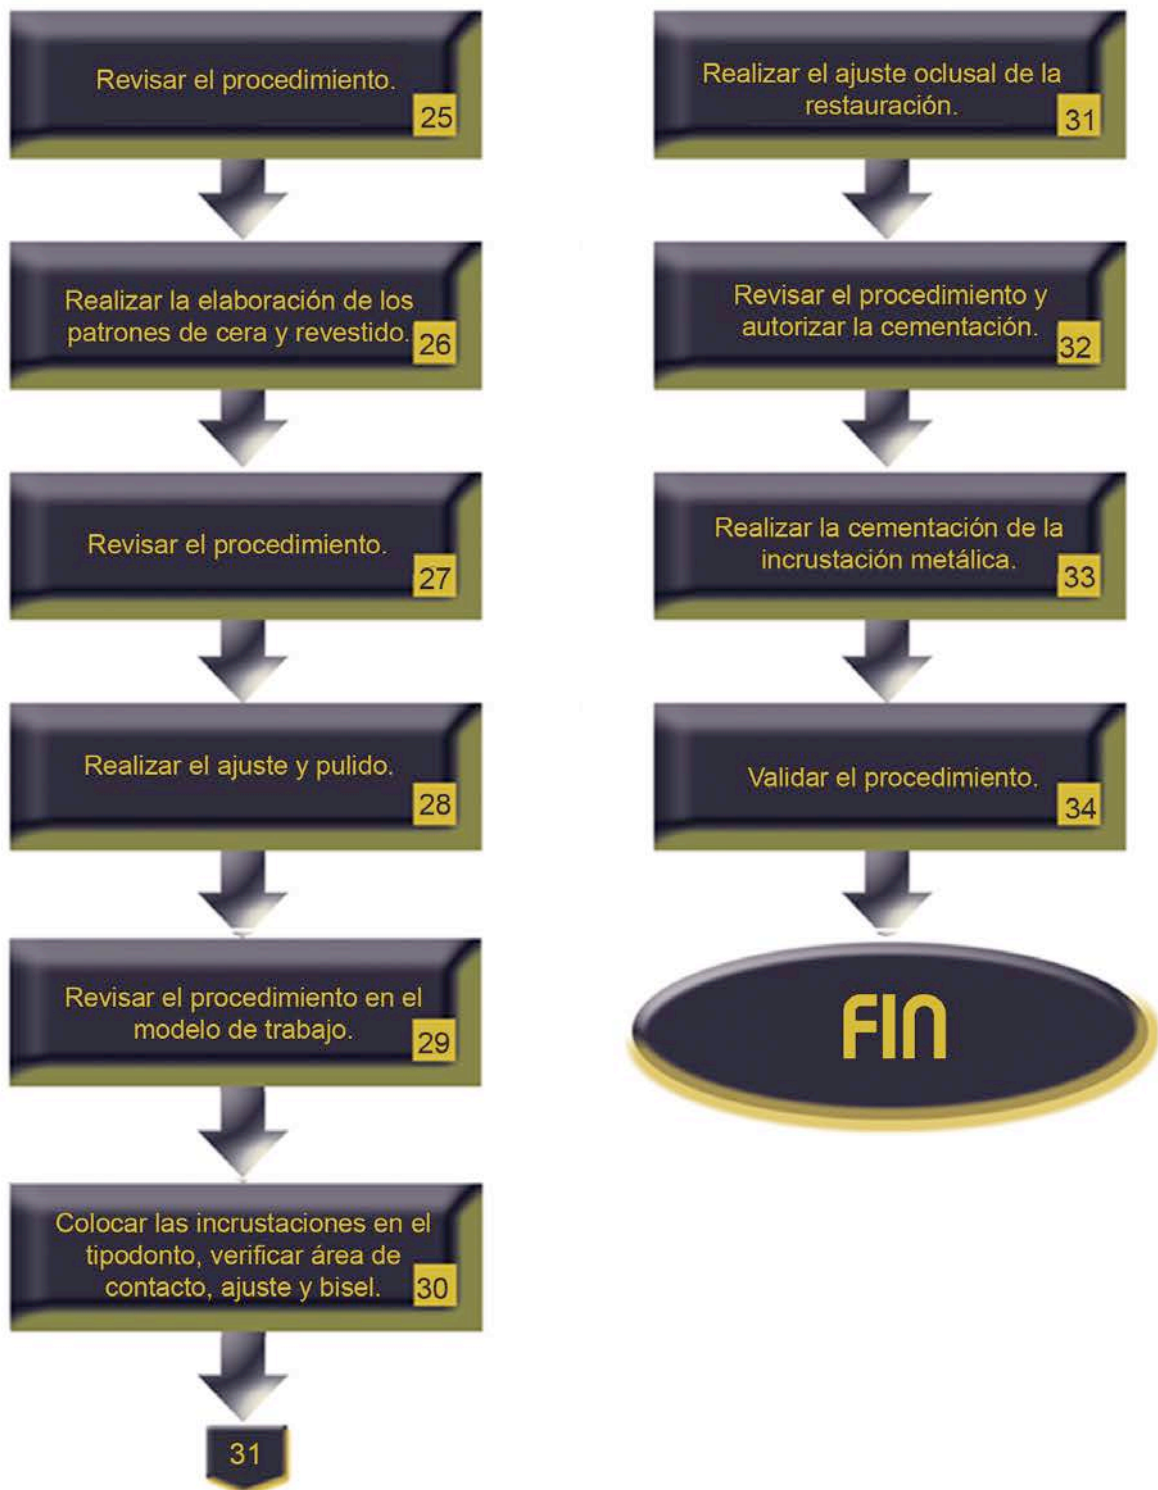 Revisar el procedimiento.
25
Realizar la elaboración de los
patrones de cera y revestido.
26
Revisar el procedimiento.
27
Realizar el ajuste y pulido.
28
Revisar el procedimiento en el
modelo de trabajo.
29
Colocar las incrustaciones en el
tipodonto, verificar área de
contacto, ajuste y bisel.
30
31
Realizar el ajuste oclusal de la
restauración.
31
Revisar el procedimiento y
autorizar la cementación.
32
Realizar la cementación de la
incrustación metálica.
33
Validar el procedimiento.
34
FIN